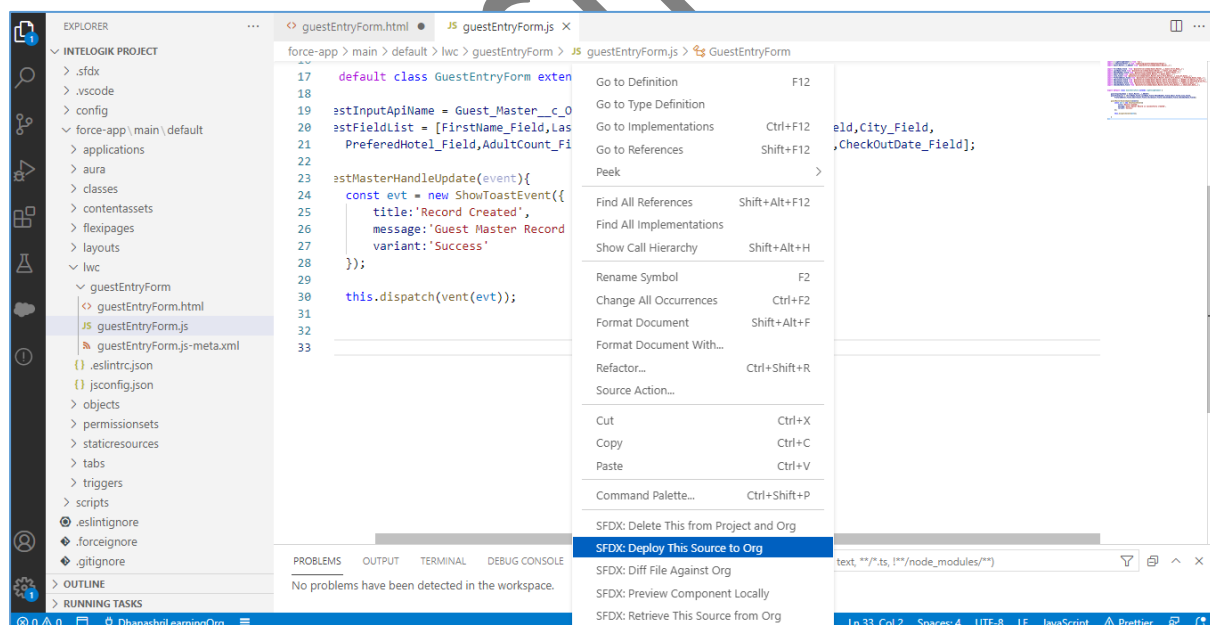 EXPLORER
···
guestEntryForm.html
JS guestEntryForm.js
INTELOGIK PROJECT
.sfdx
.vscode
config
force-app \ main \ default
applications
aura
classes
contentassets
flexipages
layouts
lwc
guestEntryForm
guestEntryForm.html
JS guestEntryForm.js
guestEntryForm.js-meta.xml
{} .eslintrc.json
{} jsconfig.json
objects
permissionsets
staticresources
tabs
triggers
scripts
.eslintignore
.forceignore
.gitignore
OUTLINE
RUNNING TASKS
force-app > main > default > lwc > guestEntryForm > JS guestEntryForm.js > GuestEntryForm
17 default class GuestEntryForm exten
18
19 estInputApiName = Guest_Master__c_O
20 estFieldList = [FirstName_Field,Las eld,City_Field,
21 PreferedHotel_Field,AdultCount_Fi ,CheckOutDate_Field];
22
23 estMasterHandleUpdate(event){
24 const evt = new ShowToastEvent({
25 title:'Record Created',
26 message:'Guest Master Record
27 variant:'Success'
28 });
29
30 this.dispatch(vent(evt));
31
32
33
Go to Definition F12
Go to Type Definition
Go to Implementations Ctrl+F12
Go to References Shift+F12
Peek >
Find All References Shift+Alt+F12
Find All Implementations
Show Call Hierarchy Shift+Alt+H
Rename Symbol F2
Change All Occurrences Ctrl+F2
Format Document Shift+Alt+F
Format Document With...
Refactor... Ctrl+Shift+R
Source Action...
Cut Ctrl+X
Copy Ctrl+C
Paste Ctrl+V
Command Palette... Ctrl+Shift+P
SFDX: Delete This from Project and Org
SFDX: Deploy This Source to Org
SFDX: Diff File Against Org
SFDX: Preview Component Locally
SFDX: Retrieve This Source from Org
PROBLEMS OUTPUT TERMINAL DEBUG CONSOLE
text, **/*.ts, !**/node_modules/**)
No problems have been detected in the workspace.
0 0 DhanashriLearningOrg
Ln 33, Col 2 Spaces: 4 UTF-8 LF JavaScript Prettier